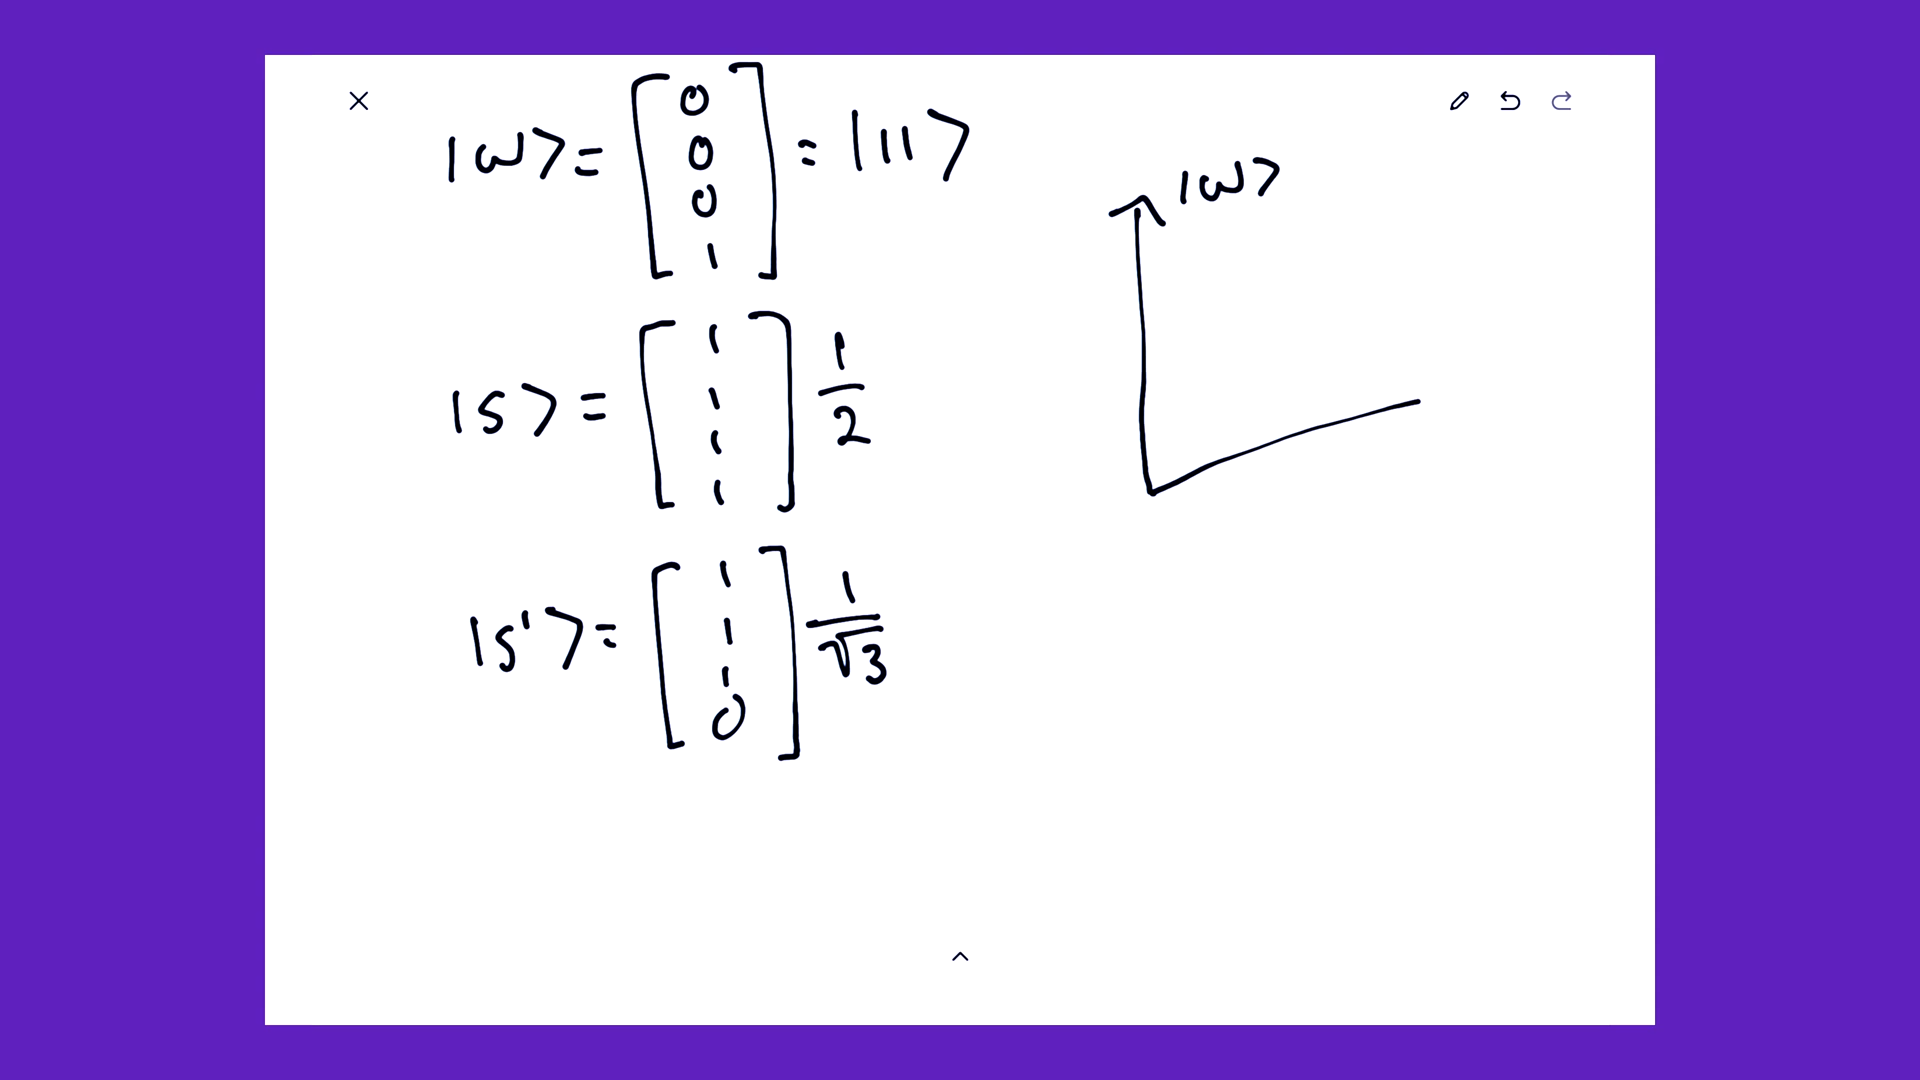 |w> = [0 0 0 1] = |11>
|w>
|s> = [1 1 1 1] 1/2
|s'> = [1 1 1 0] 1/√3